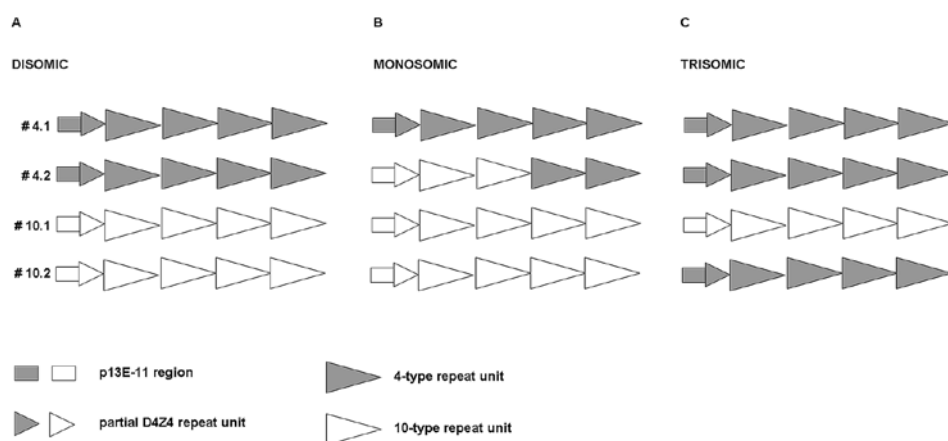 A
B
C
DISOMIC
MONOSOMIC
TRISOMIC
# 4.1
# 4.2
# 10.1
# 10.2
p13E-11 region
4-type repeat unit
partial D4Z4 repeat unit
10-type repeat unit